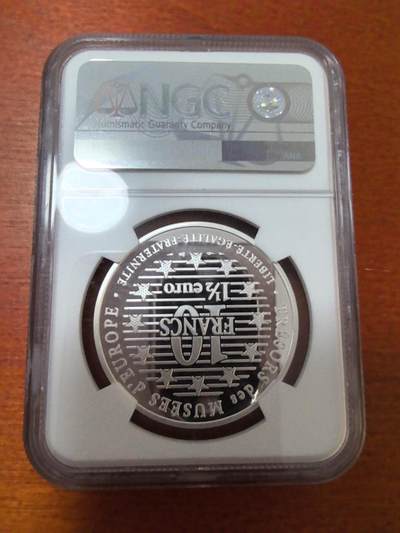 NGC
Numismatic Guaranty Company
TRESORS des MUSEES d'EUROPE
10
FRANCS
1½ euro
LIBERTE·EGALITE·FRATERNITE